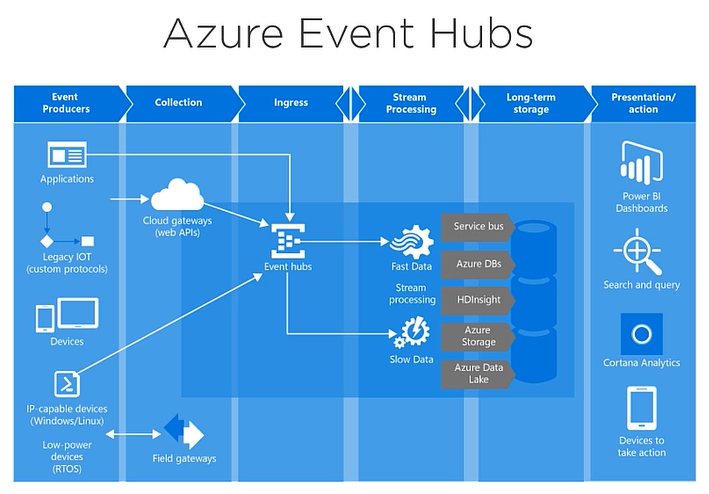 Azure Event Hubs
Event
Producers
Collection
Ingress
Stream
Processing
Long-term
storage
Presentation/
action
Applications
Legacy IOT
(custom protocols)
Devices
IP-capable devices
(Windows/Linux)
Low-power
devices
(RTOS)
Cloud gateways
(web APIs)
Field gateways
Event hubs
Fast Data
Stream
processing
Slow Data
Service bus
Azure DBs
HDInsight
Azure
Storage
Azure Data
Lake
Power BI
Dashboards
Search and query
Cortana Analytics
Devices to
take action